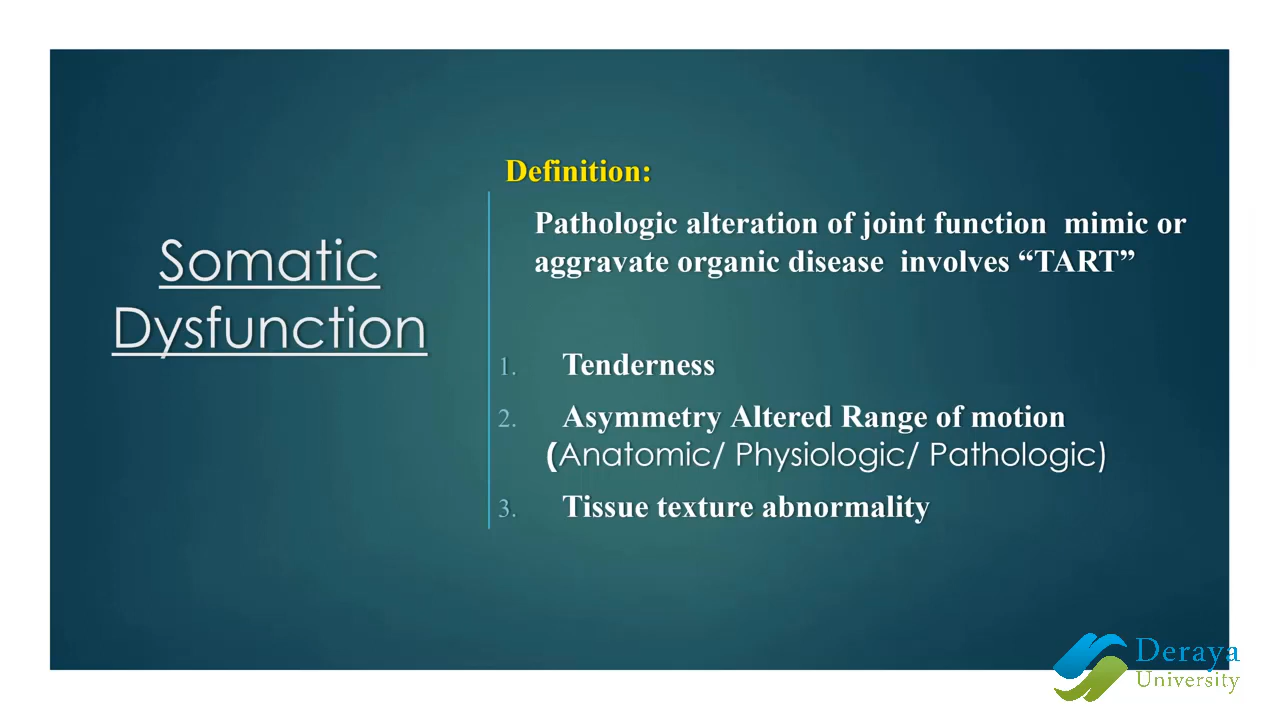 Somatic
Dysfunction
Definition:
Pathologic alteration of joint function mimic or
aggravate organic disease involves “TART”
1. Tenderness
2. Asymmetry Altered Range of motion
(Anatomic/ Physiologic/ Pathologic)
3. Tissue texture abnormality
Deraya
University